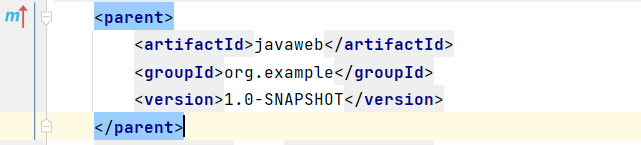 m
<parent>
<artifactId>javaweb</artifactId>
<groupId>org.example</groupId>
<version>1.0-SNAPSHOT</version>
</parent>